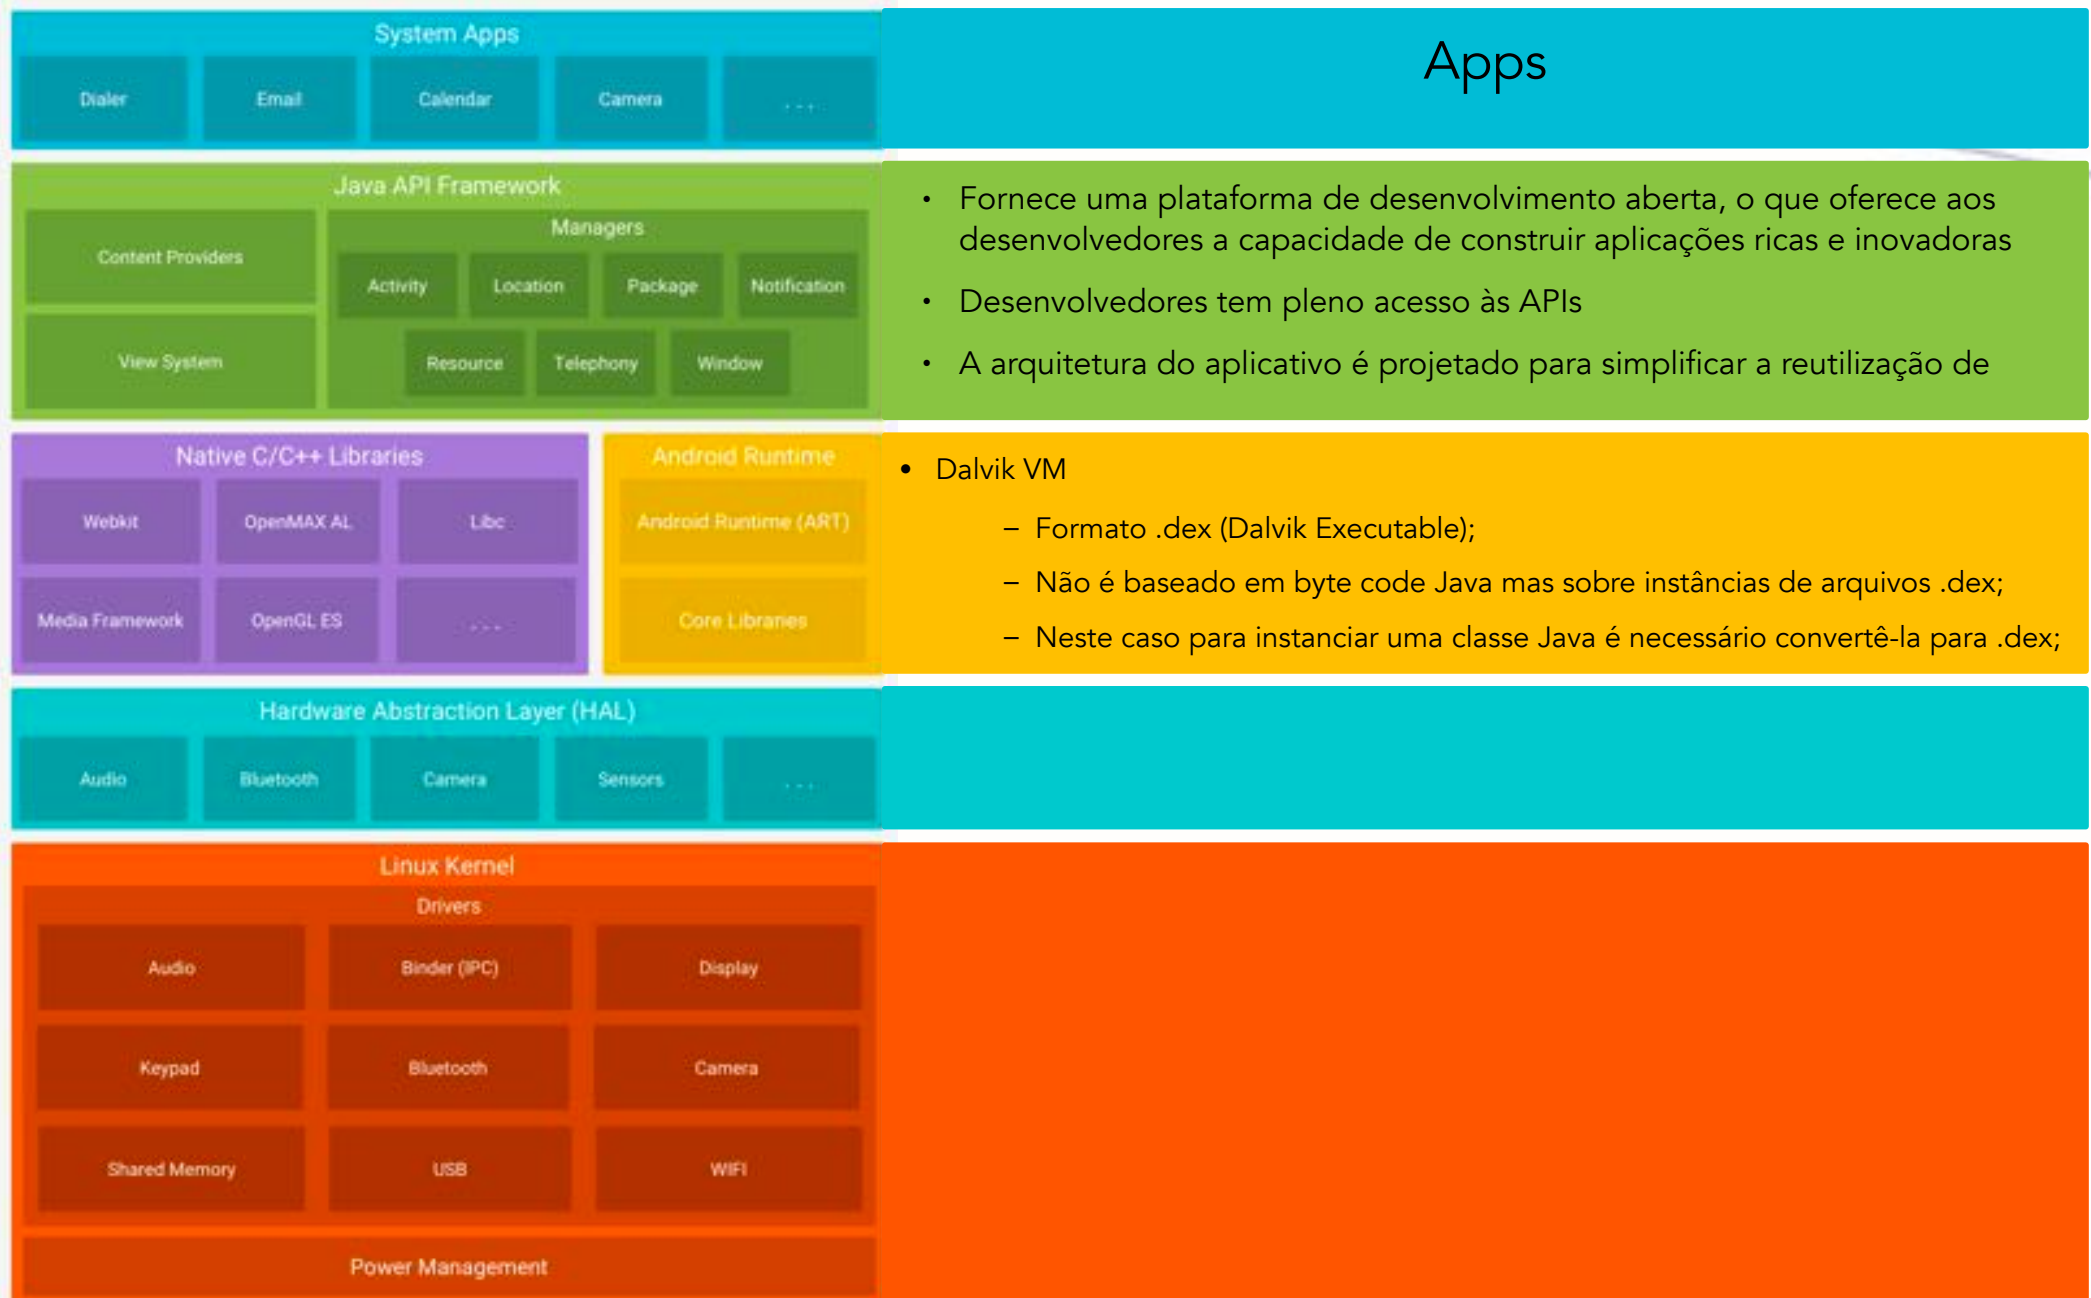 System Apps
Dialer
Email
Calendar
Camera
. . .
Apps
Java API Framework
Content Providers
View System
Managers
Activity
Location
Package
Notification
Resource
Telephony
Window
• Fornece uma plataforma de desenvolvimento aberta, o que oferece aos
desenvolvedores a capacidade de construir aplicações ricas e inovadoras
• Desenvolvedores tem pleno acesso às APIs
• A arquitetura do aplicativo é projetado para simplificar a reutilização de
Native C/C++ Libraries
Webkit
OpenMAX AL
Libc
Media Framework
OpenGL ES
. . .
Android Runtime
Android Runtime (ART)
Core Libraries
• Dalvik VM
– Formato .dex (Dalvik Executable);
– Não é baseado em byte code Java mas sobre instâncias de arquivos .dex;
– Neste caso para instanciar uma classe Java é necessário convertê-la para .dex;
Hardware Abstraction Layer (HAL)
Audio
Bluetooth
Camera
Sensors
. . .
Linux Kernel
Drivers
Audio
Binder (IPC)
Display
Keypad
Bluetooth
Camera
Shared Memory
USB
WIFI
Power Management